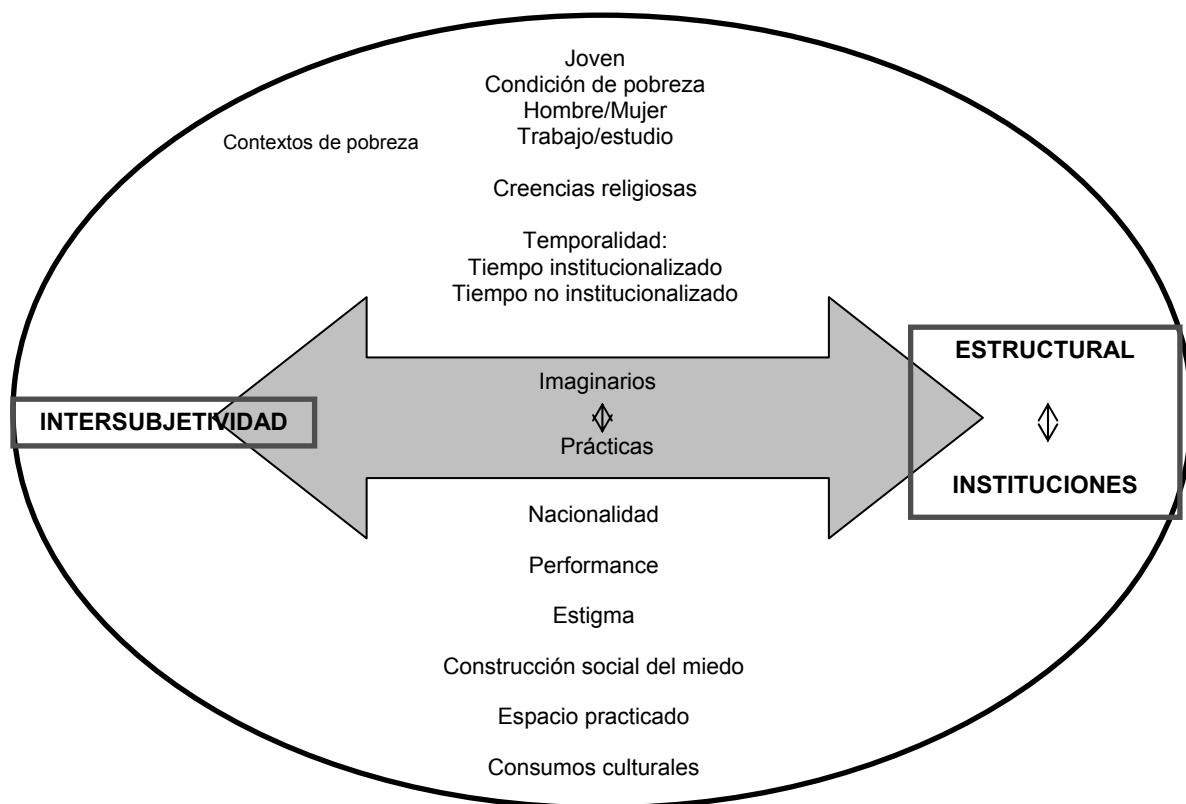 Joven
Condición de pobreza
Hombre/Mujer
Trabajo/estudio
Contextos de pobreza
Creencias religiosas
Temporalidad:
Tiempo institucionalizado
Tiempo no institucionalizado
ESTRUCTURAL
Imaginarios
INTERSUBJETIVIDAD
Prácticas
INSTITUCIONES
Nacionalidad
Performance
Estigma
Construcción social del miedo
Espacio practicado
Consumos culturales